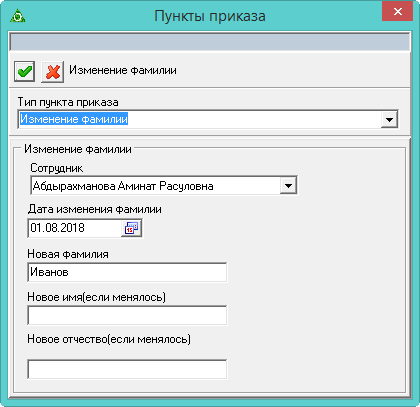 Пункты приказа
Изменение фамилии
Тип пункта приказа
Изменение фамилии
Изменение фамилии
Сотрудник
Абдырахманова Аминат Расуловна
Дата изменения фамилии
01.08.2018
Новая фамилия
Иванов
Новое имя(если менялось)
Новое отчество(если менялось)